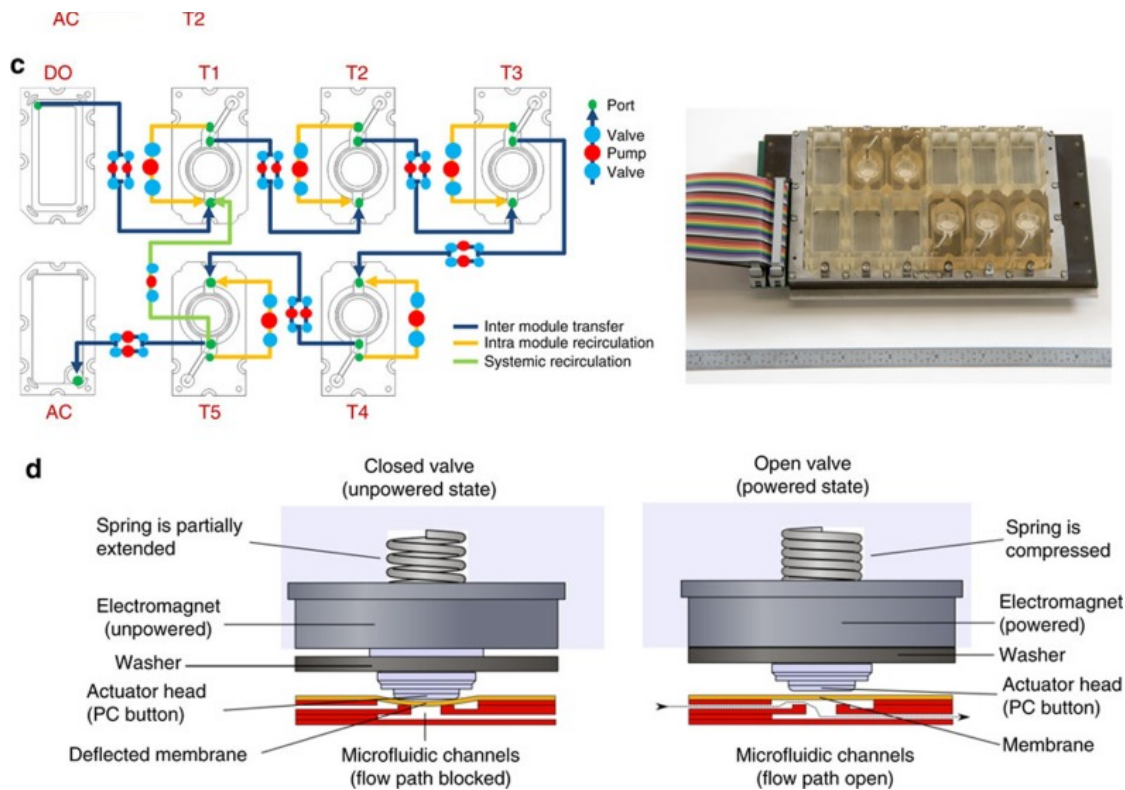 AC T2
c
DO T1 T2 T3
Port
Valve
Pump
Valve
Inter module transfer
Intra module recirculation
Systemic recirculation
AC T5 T4
d
Closed valve
(unpowered state)
Spring is partially
extended
Electromagnet
(unpowered)
Washer
Actuator head
(PC button)
Deflected membrane
Microfluidic channels
(flow path blocked)
Open valve
(powered state)
Spring is
compressed
Electromagnet
(powered)
Washer
Actuator head
(PC button)
Membrane
Microfluidic channels
(flow path open)